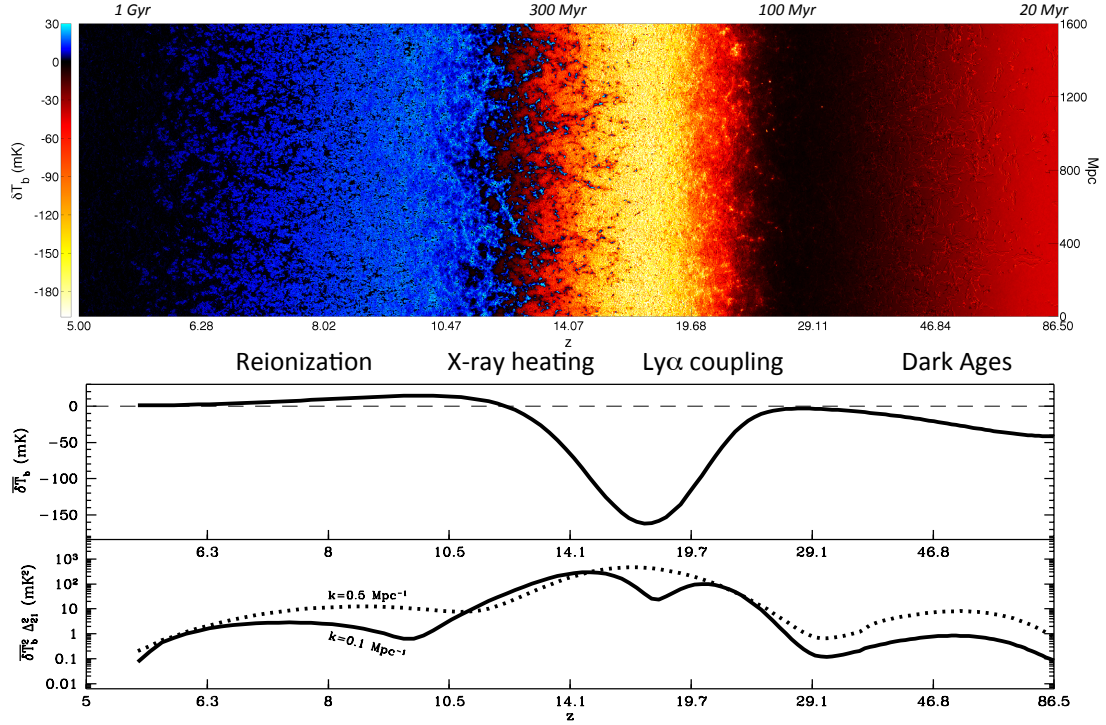 1 Gyr 300 Myr 100 Myr 20 Myr
30
0
-30
-60
-90
-120
-150
-180
δT_b (mK)
1600
1200
800
400
0
Mpc
5.00 6.28 8.02 10.47 14.07 19.68 29.11 46.84 86.50
z
Reionization X-ray heating Lyα coupling Dark Ages
0
−50
−100
−150
δT̅_b (mK)
6.3 8 10.5 14.1 19.7 29.1 46.8
10³
10²
10
1
0.1
0.01
δT̅²_b Δ²₂₁ (mK²)
k=0.5 Mpc⁻¹
k=0.1 Mpc⁻¹
5 6.3 8 10.5 14.1 19.7 29.1 46.8 86.5
z